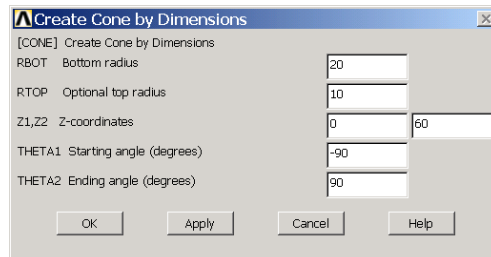 Create Cone by Dimensions
[CONE] Create Cone by Dimensions
RBOT Bottom radius 20
RTOP Optional top radius 10
Z1,Z2 Z-coordinates 0 60
THETA1 Starting angle (degrees) -90
THETA2 Ending angle (degrees) 90
OK Apply Cancel Help